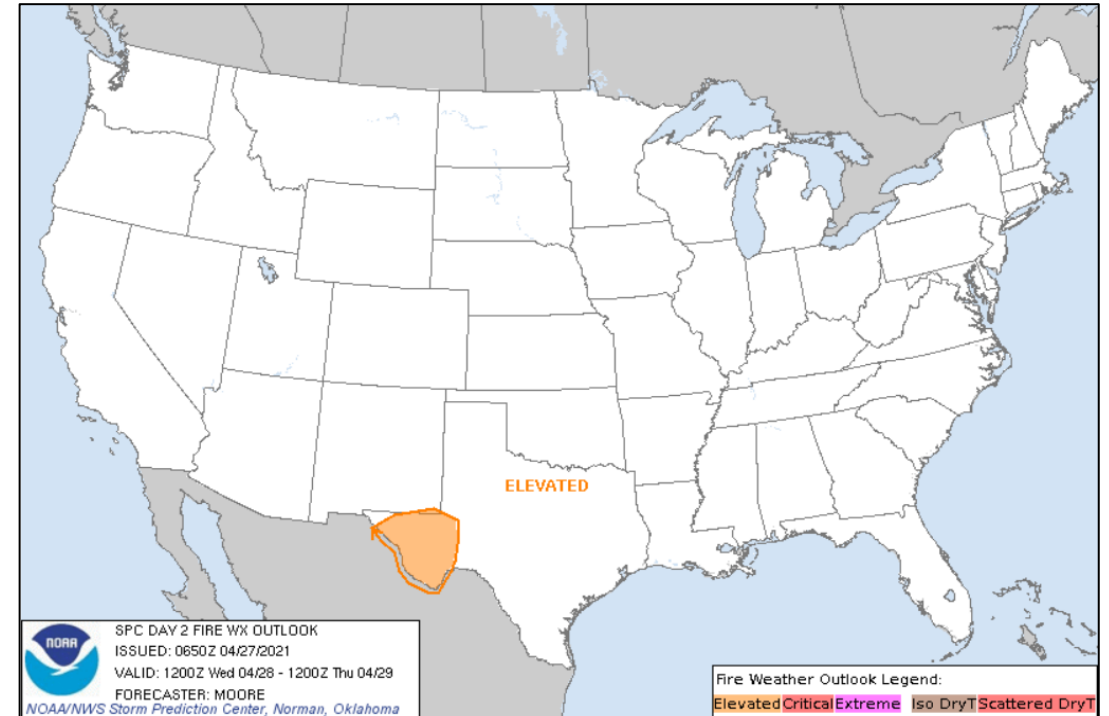 ELEVATED
NOAA
SPC DAY 2 FIRE WX OUTLOOK
ISSUED: 0650Z 04/27/2021
VALID: 1200Z Wed 04/28 - 1200Z Thu 04/29
FORECASTER: MOORE
NOAA/NWS Storm Prediction Center, Norman, Oklahoma
Fire Weather Outlook Legend:
Elevated Critical Extreme Iso DryT Scattered DryT